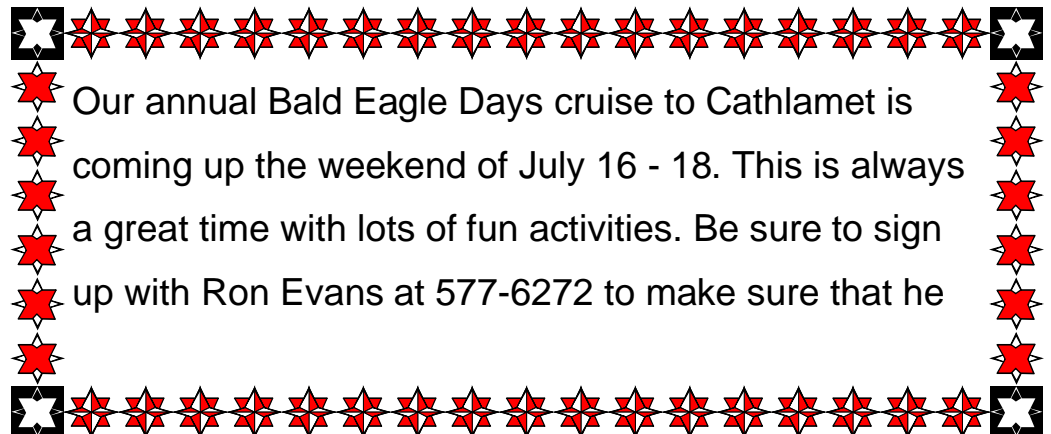 Our annual Bald Eagle Days cruise to Cathlamet is
coming up the weekend of July 16 - 18. This is always
a great time with lots of fun activities. Be sure to sign
up with Ron Evans at 577-6272 to make sure that he